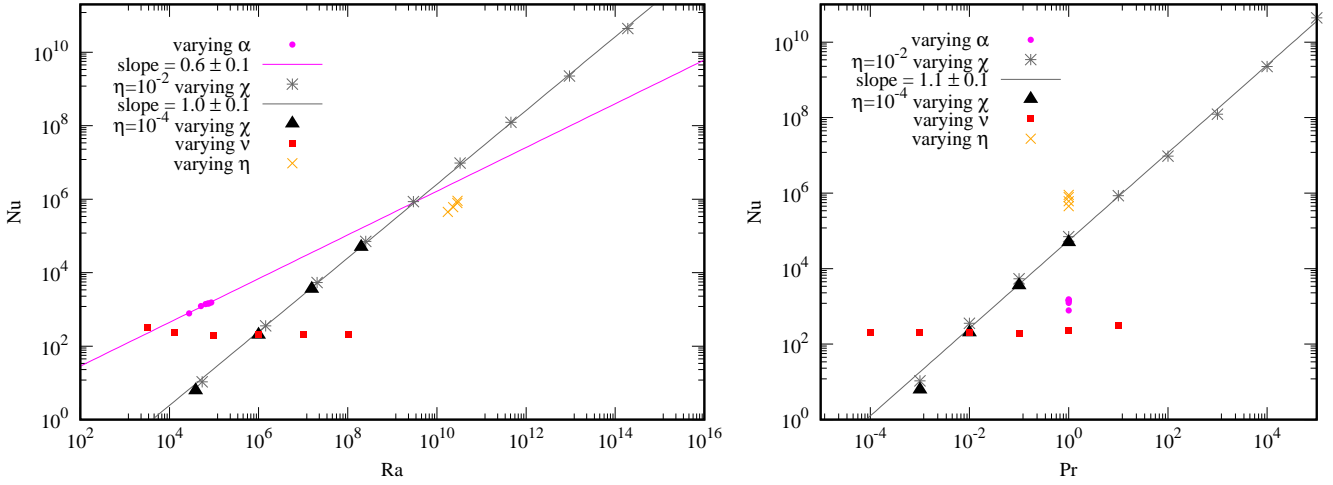 varying α
slope = 0.6 ± 0.1
η=10⁻² varying χ
slope = 1.0 ± 0.1
η=10⁻⁴ varying χ
varying ν
varying η
Nu
10¹⁰
10⁸
10⁶
10⁴
10²
10⁰
10² 10⁴ 10⁶ 10⁸ 10¹⁰ 10¹² 10¹⁴ 10¹⁶
Ra
varying α
η=10⁻² varying χ
slope = 1.1 ± 0.1
η=10⁻⁴ varying χ
varying ν
varying η
Nu
10¹⁰
10⁸
10⁶
10⁴
10²
10⁰
10⁻⁴ 10⁻² 10⁰ 10² 10⁴
Pr